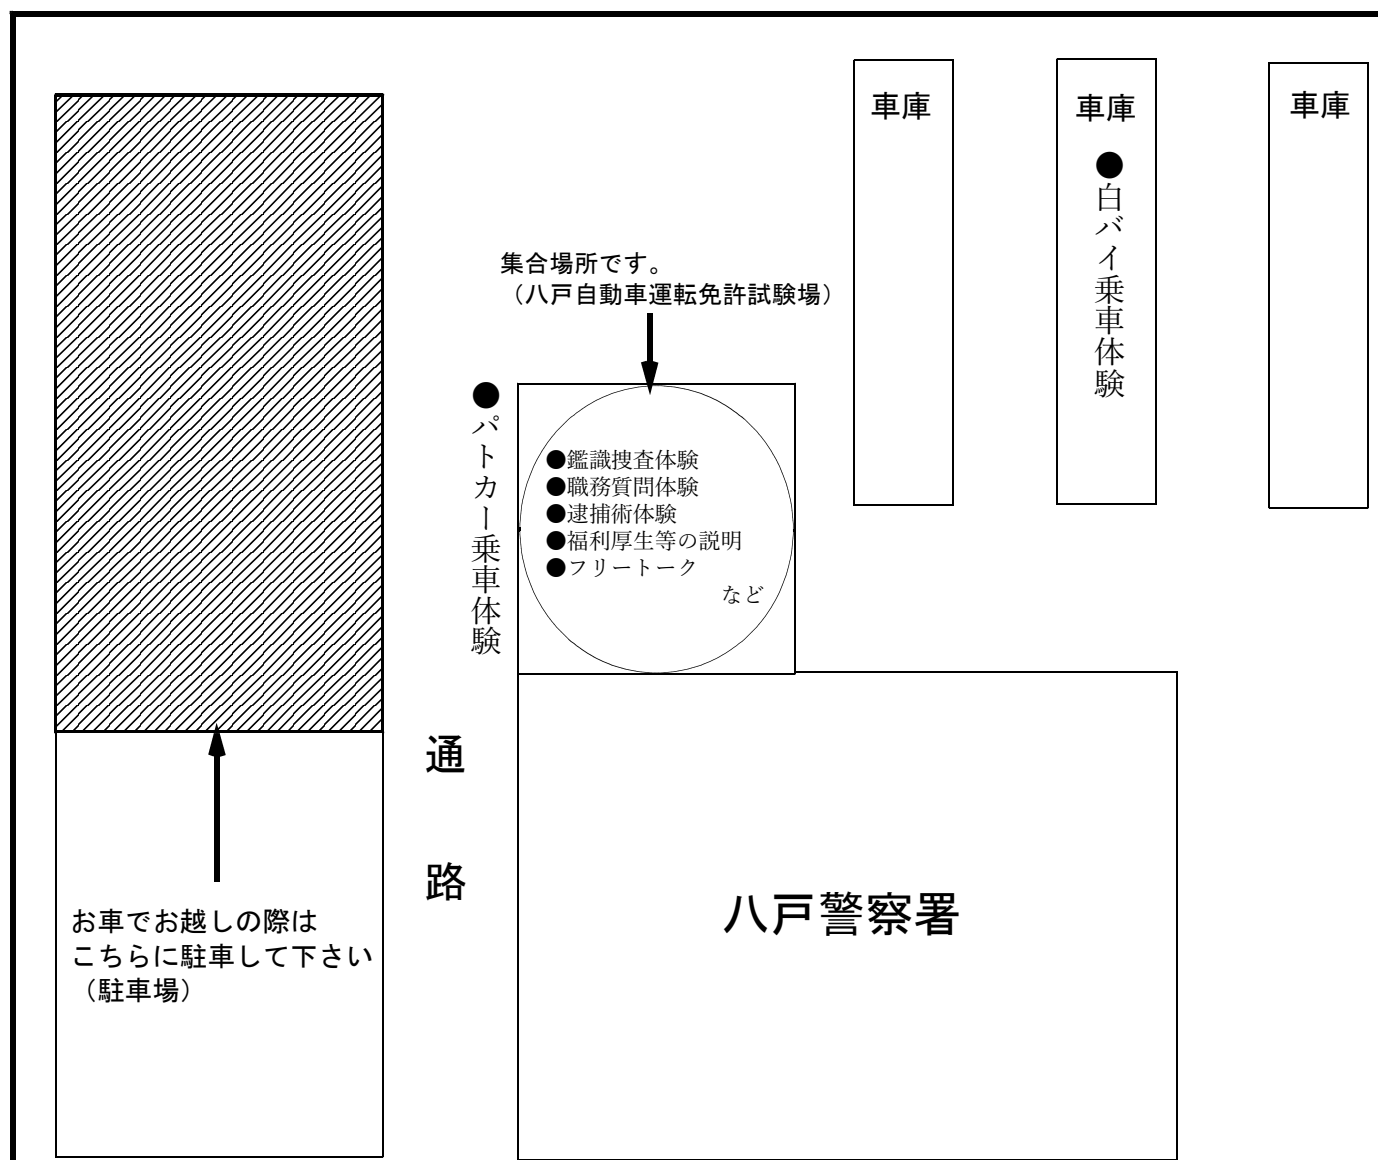 車庫
車庫
車庫
●白バイ乗車体験
集合場所です。
（八戸自動車運転免許試験場）
●パトカー乗車体験
●鑑識捜査体験
●職務質問体験
●逮捕術体験
●福利厚生等の説明
●フリートーク
など
通路
お車でお越しの際は
こちらに駐車して下さい
（駐車場）
八戸警察署